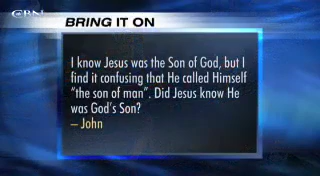 CBN
BRING IT ON
I know Jesus was the Son of God, but I
find it confusing that He called Himself
"the son of man". Did Jesus know He
was God's Son?
– John